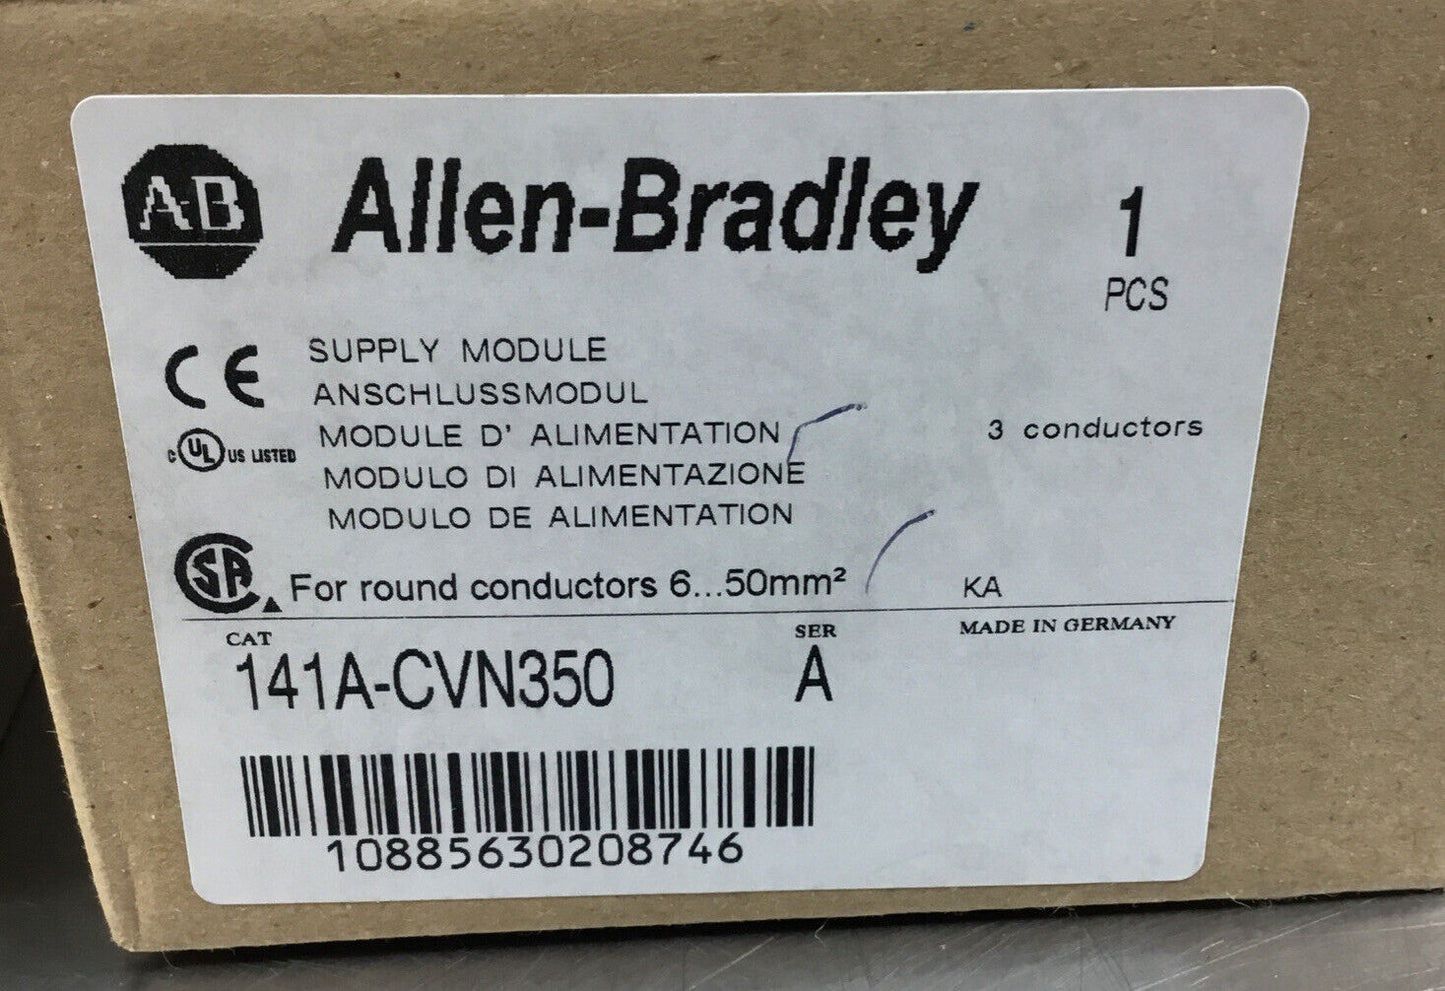 AB Allen-Bradley 1
PCS
CE SUPPLY MODULE
ANSCHLUSSMODUL
MODULE D' ALIMENTATION 3 conductors
C UL US LISTED
MODULO DI ALIMENTAZIONE
MODULO DE ALIMENTATION
SA For round conductors 6...50mm² KA
CAT SER MADE IN GERMANY
141A-CVN350 A
10885630208746